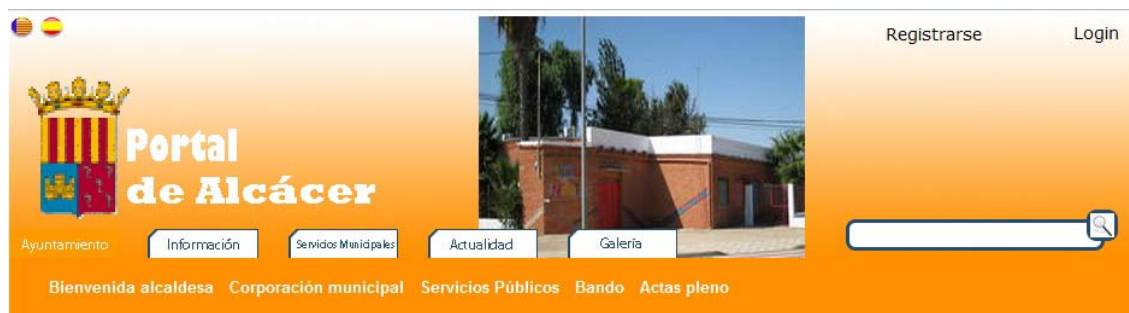 Registrarse Login
Portal
de Alcácer
Ayuntamiento Información Servicios Municipales Actualidad Galería
Bienvenida alcaldesa Corporación municipal Servicios Públicos Bando Actas pleno